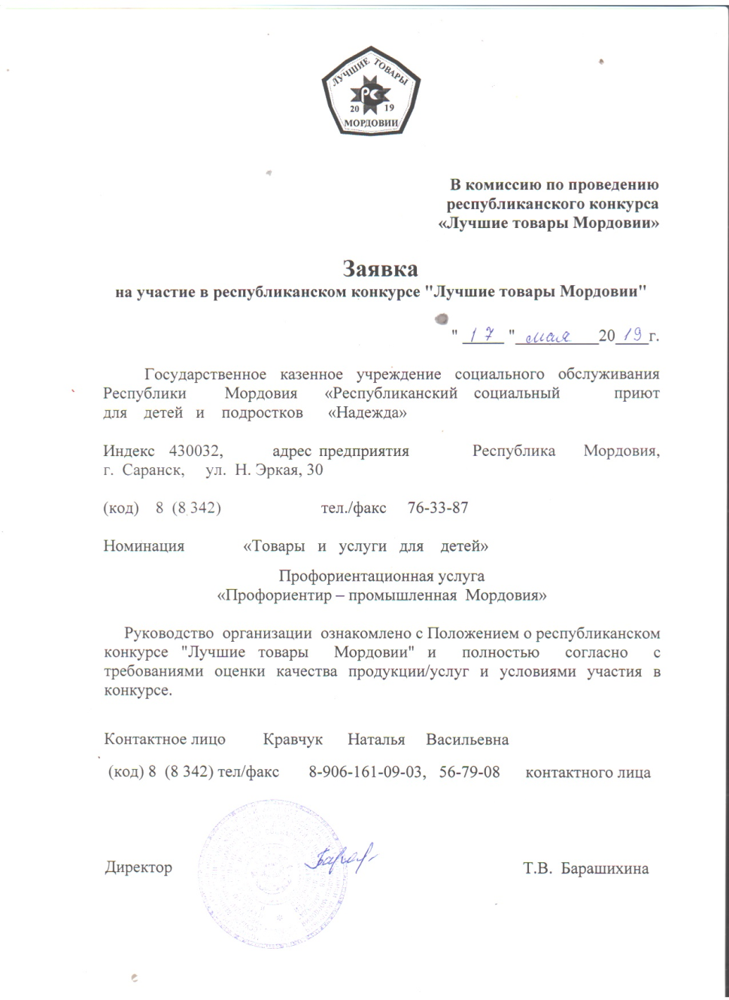 ЛУЧШИЕ ТОВАРЫ
РС
20 19
МОРДОВИИ
В комиссию по проведению
республиканского конкурса
«Лучшие товары Мордовии»
Заявка
на участие в республиканском конкурсе "Лучшие товары Мордовии"
" 17 " мая 2019г.
Государственное казенное учреждение социального обслуживания
Республики Мордовия «Республиканский социальный приют
для детей и подростков «Надежда»
Индекс 430032, адрес предприятия Республика Мордовия,
г. Саранск, ул. Н. Эркая, 30
(код) 8 (8 342) тел./факс 76-33-87
Номинация «Товары и услуги для детей»
Профориентационная услуга
«Профориентир – промышленная Мордовия»
Руководство организации ознакомлено с Положением о республиканском
конкурсе "Лучшие товары Мордовии" и полностью согласно с
требованиями оценки качества продукции/услуг и условиями участия в
конкурсе.
Контактное лицо Кравчук Наталья Васильевна
(код) 8 (8 342) тел/факс 8-906-161-09-03, 56-79-08 контактного лица
Директор Т.В. Барашихина